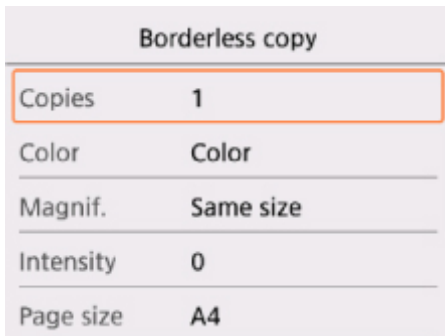 Borderless copy
Copies 1
Color Color
Magnif. Same size
Intensity 0
Page size A4